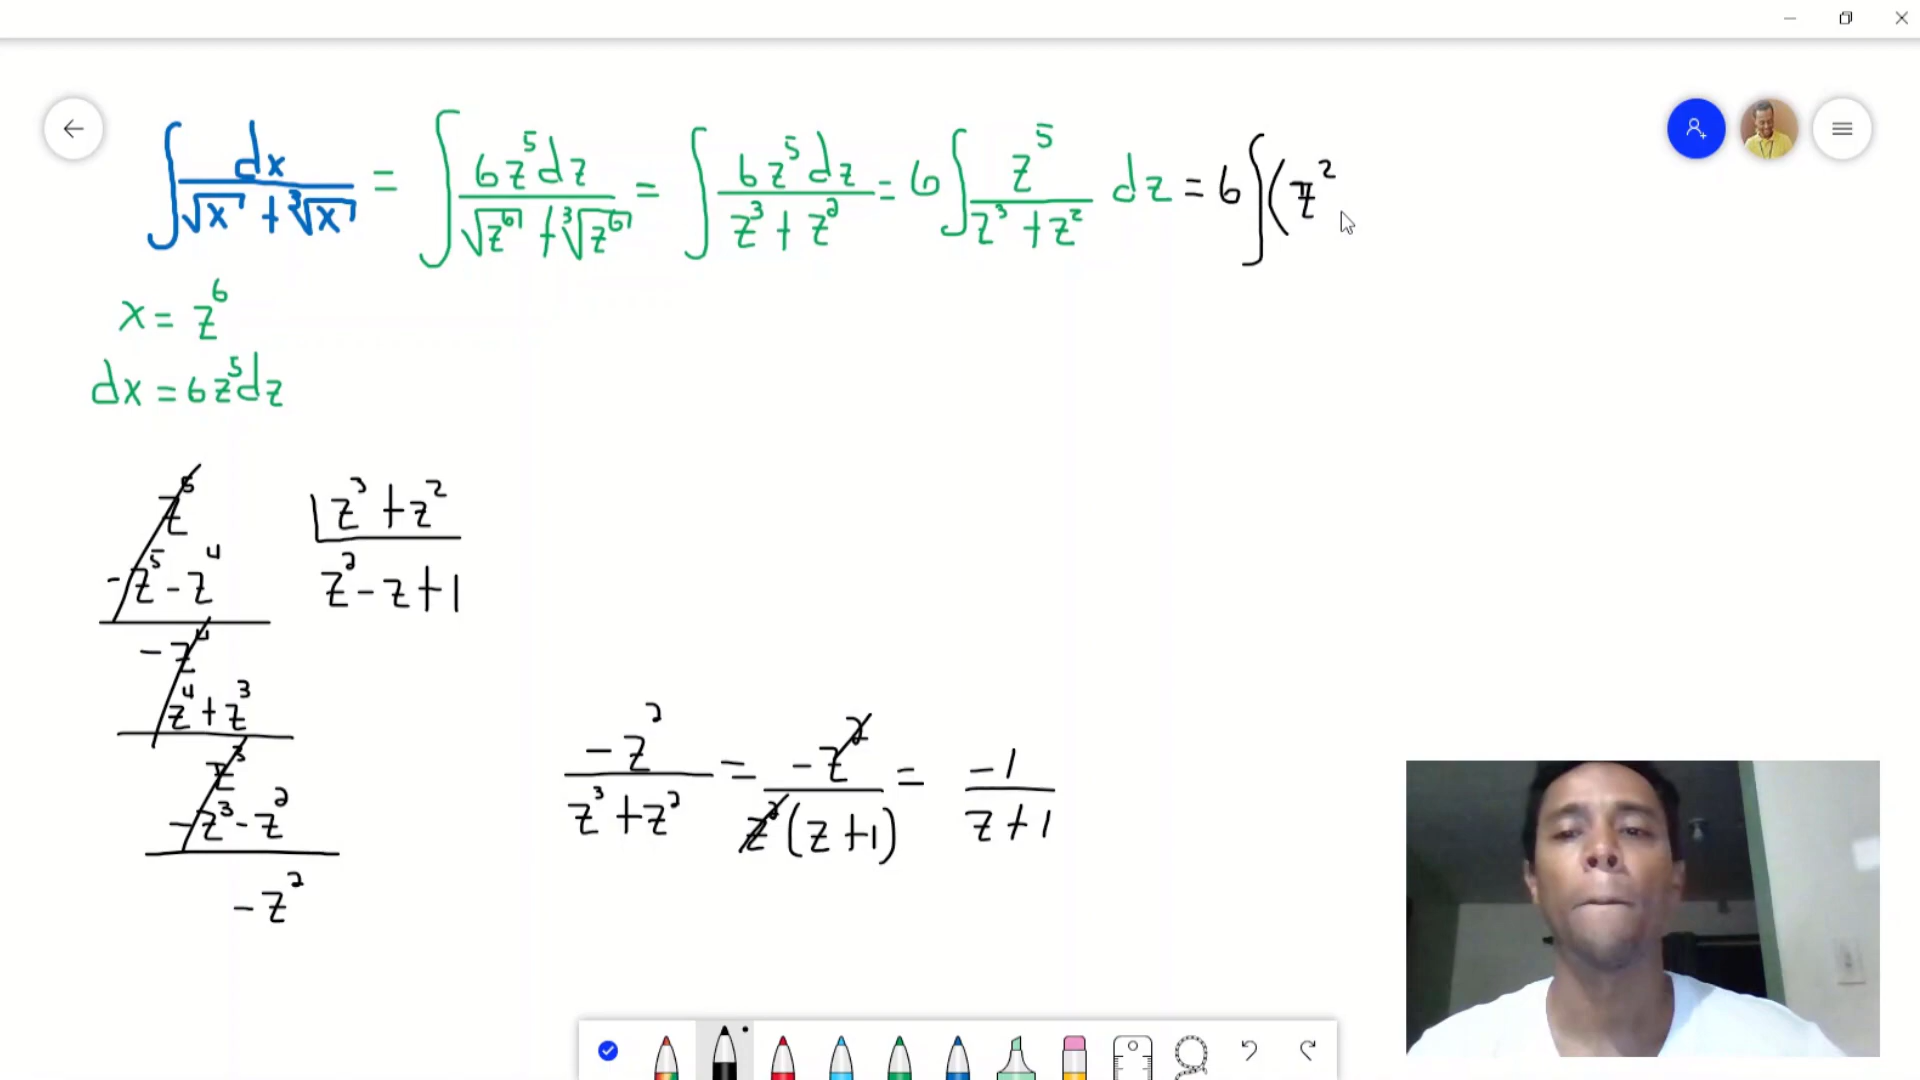 ∫ dx/(√x + ∛x) = ∫ 6z⁵dz/(√z⁶ + ∛z⁶) = ∫ 6z⁵dz/(z³ + z²) = 6∫ z⁵/(z³ + z²) dz = 6∫(z²
x = z⁶
dx = 6z⁵dz
z⁵ |z³ + z²
-z⁵ - z⁴ z² - z + 1
-z⁴
z⁴ + z³
z³
-z³ - z²
-z²
-z²/(z³ + z²) = -z²/(z²(z + 1)) = -1/(z + 1)